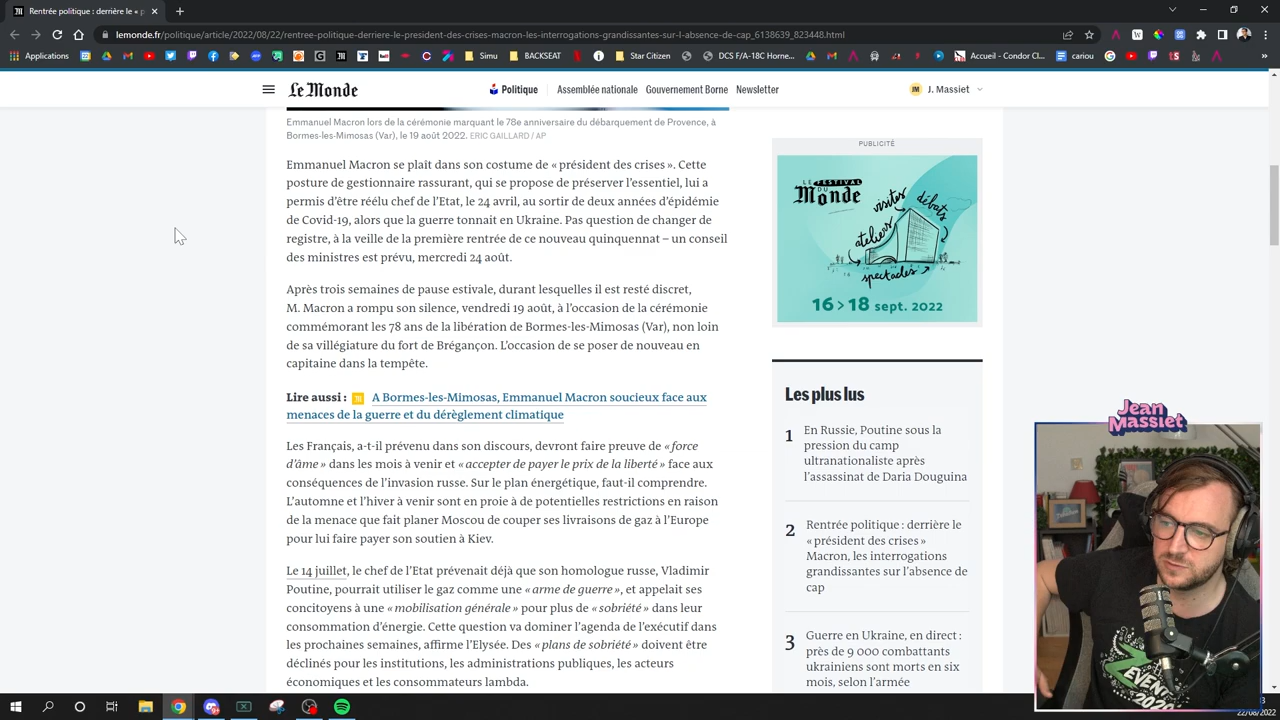 Rentrée politique : derrière le « p
lemonde.fr/politique/article/2022/08/22/rentree-politique-derriere-le-president-des-crises-macron-les-interrogations-grandissantes-sur-l-absence-de-cap_6138639_823448.html
Applications
Simu
BACKSEAT
Star Citizen
DCS F/A-18C Horne...
Accueil - Condor Cl...
cariou
Le Monde
Politique
Assemblée nationale
Gouvernement Borne
Newsletter
JM
J. Massiet
Emmanuel Macron lors de la cérémonie marquant le 78e anniversaire du débarquement de Provence, à
Bormes-les-Mimosas (Var), le 19 août 2022. ERIC GAILLARD / AP
Emmanuel Macron se plaît dans son costume de « président des crises ». Cette
posture de gestionnaire rassurant, qui se propose de préserver l'essentiel, lui a
permis d'être réélu chef de l'Etat, le 24 avril, au sortir de deux années d'épidémie
de Covid-19, alors que la guerre tonnait en Ukraine. Pas question de changer de
registre, à la veille de la première rentrée de ce nouveau quinquennat – un conseil
des ministres est prévu, mercredi 24 août.
Après trois semaines de pause estivale, durant lesquelles il est resté discret,
M. Macron a rompu son silence, vendredi 19 août, à l'occasion de la cérémonie
commémorant les 78 ans de la libération de Bormes-les-Mimosas (Var), non loin
de sa villégiature du fort de Brégançon. L'occasion de se poser de nouveau en
capitaine dans la tempête.
Lire aussi : A Bormes-les-Mimosas, Emmanuel Macron soucieux face aux
menaces de la guerre et du dérèglement climatique
Les Français, a-t-il prévenu dans son discours, devront faire preuve de « force
d'âme » dans les mois à venir et « accepter de payer le prix de la liberté » face aux
conséquences de l'invasion russe. Sur le plan énergétique, faut-il comprendre.
L'automne et l'hiver à venir sont en proie à de potentielles restrictions en raison
de la menace que fait planer Moscou de couper ses livraisons de gaz à l'Europe
pour lui faire payer son soutien à Kiev.
Le 14 juillet, le chef de l'Etat prévenait déjà que son homologue russe, Vladimir
Poutine, pourrait utiliser le gaz comme une « arme de guerre », et appelait ses
concitoyens à une « mobilisation générale » pour plus de « sobriété » dans leur
consommation d'énergie. Cette question va dominer l'agenda de l'exécutif dans
les prochaines semaines, affirme l'Elysée. Des « plans de sobriété » doivent être
déclinés pour les institutions, les administrations publiques, les acteurs
économiques et les consommateurs lambda.
PUBLICITÉ
LE FESTIVAL
DU
Monde
visites
débats
ateliers
spectacles
16 > 18 sept. 2022
Les plus lus
1
En Russie, Poutine sous la
pression du camp
ultranationaliste après
l'assassinat de Daria Douguina
2
Rentrée politique : derrière le
« président des crises »
Macron, les interrogations
grandissantes sur l'absence de
cap
3
Guerre en Ukraine, en direct :
près de 9 000 combattants
ukrainiens sont morts en six
mois, selon l'armée
Jean
Massiet
22/08/2022